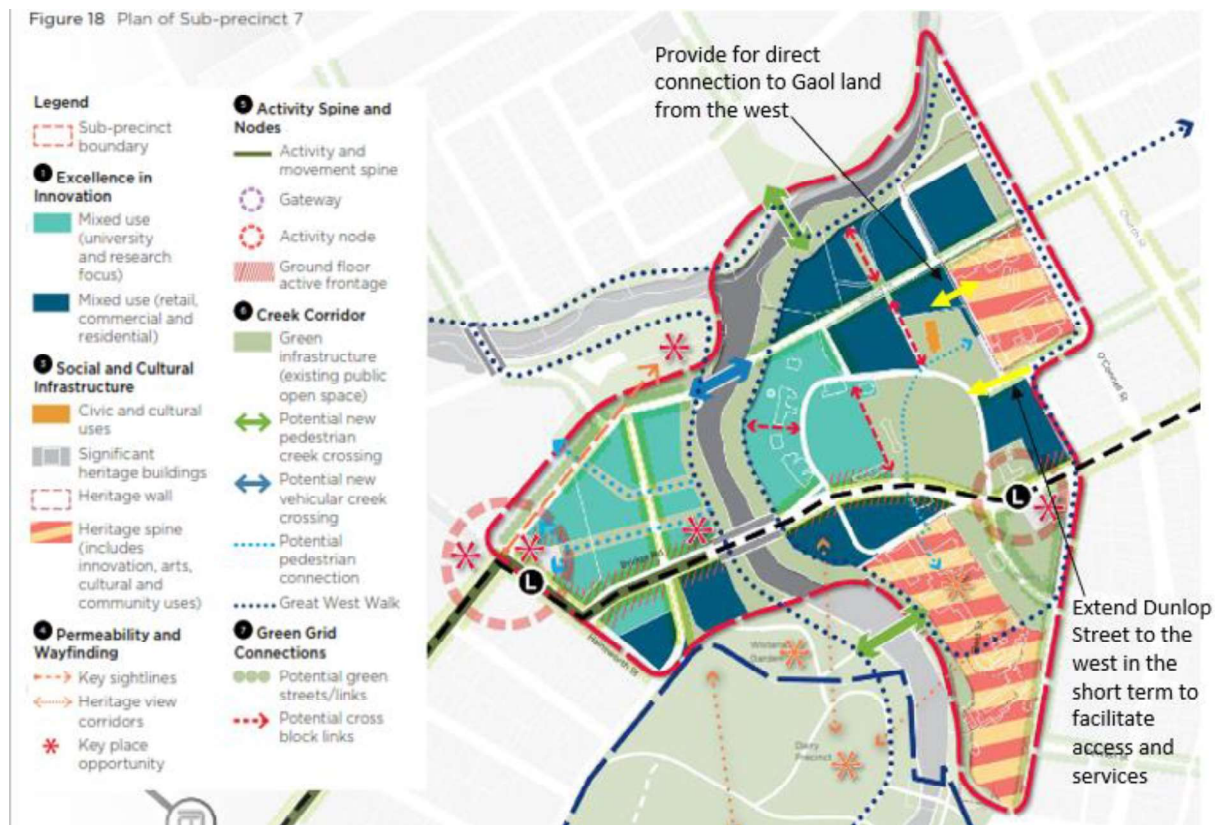 Figure 18 Plan of Sub-precinct 7
Legend
Sub-precinct
boundary
1 Excellence in
Innovation
Mixed use
(university
and research
focus)
Mixed use (retail,
commercial and
residential)
3 Social and Cultural
Infrastructure
Civic and cultural
uses
Significant
heritage buildings
Heritage wall
Heritage spine
(includes
innovation, arts,
cultural and
community uses)
4 Permeability and
Wayfinding
Key sightlines
Heritage view
corridors
Key place
opportunity
5 Activity Spine and
Nodes
Activity and
movement spine
Gateway
Activity node
Ground floor
active frontage
6 Creek Corridor
Green
infrastructure
(existing public
open space)
Potential new
pedestrian
creek crossing
Potential new
vehicular creek
crossing
Potential
pedestrian
connection
Great West Walk
7 Green Grid
Connections
Potential green
streets/links
Potential cross
block links
Provide for direct
connection to Gaol land
from the west
Church St
O'Connell St
L
L
Hainsworth St
Dairy
Precinct
Extend Dunlop
Street to the
west in the
short term to
facilitate
access and
services